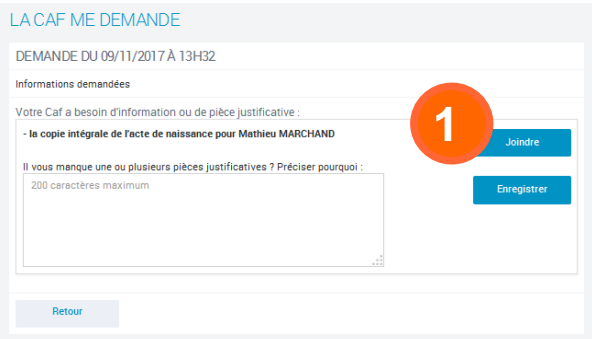 LA CAF ME DEMANDE
DEMANDE DU 09/11/2017 À 13H32
Informations demandées
Votre Caf a besoin d'information ou de pièce justificative :
- la copie intégrale de l'acte de naissance pour Mathieu MARCHAND
1
Joindre
Il vous manque une ou plusieurs pièces justificatives ? Préciser pourquoi :
200 caractères maximum
Enregistrer
Retour